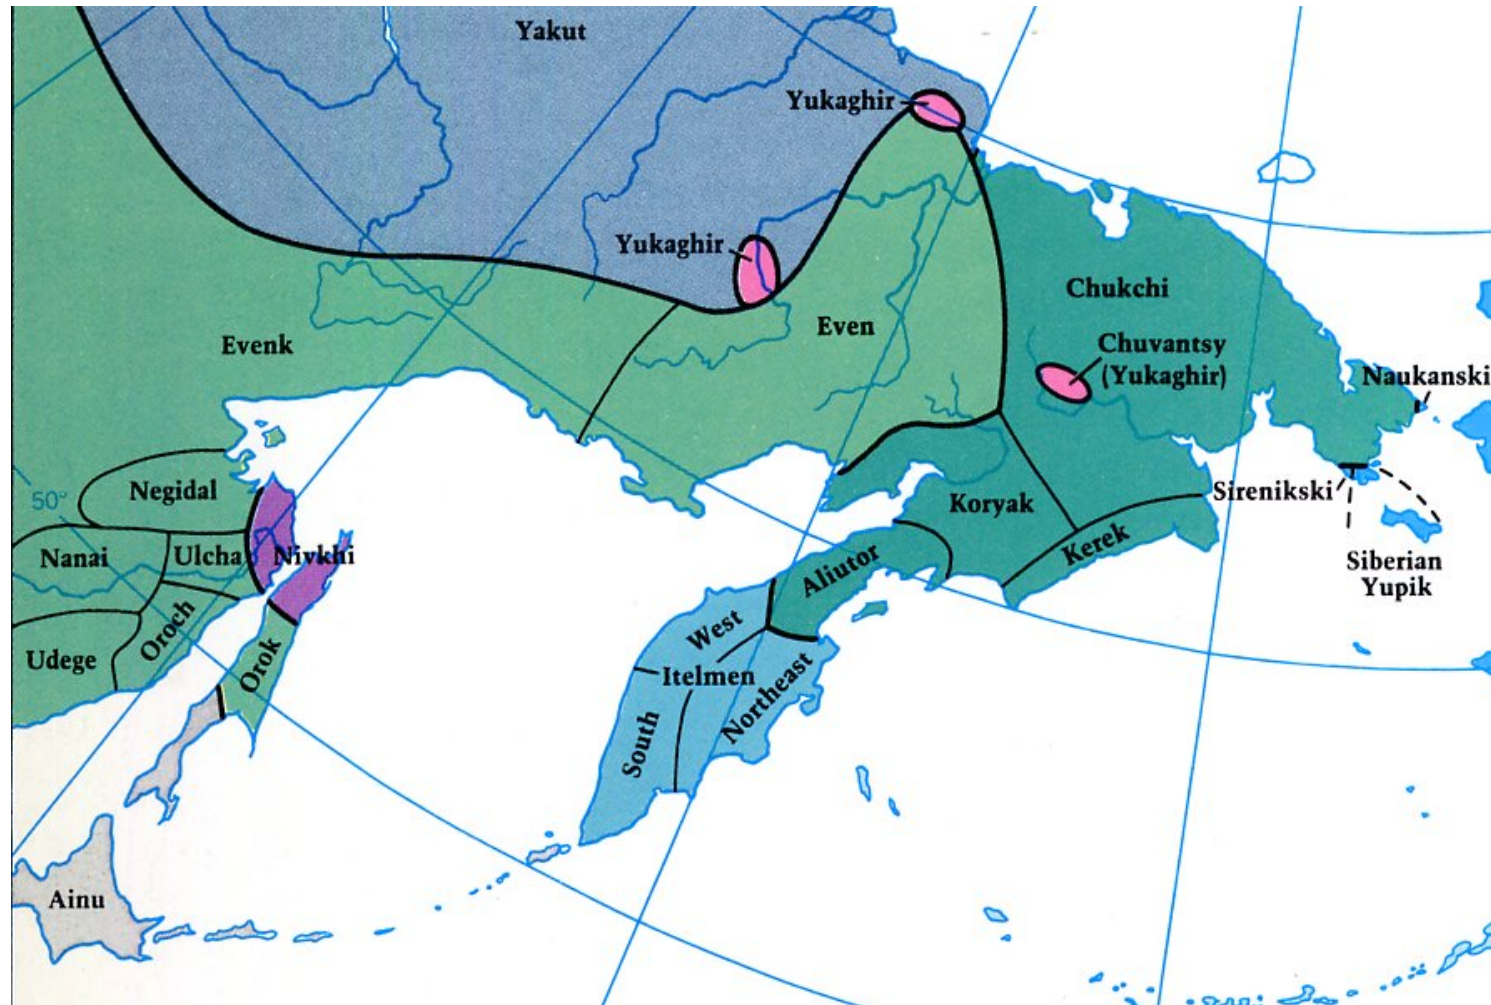 Yakut
Yukaghir
Yukaghir
Chukchi
Even
Evenk
Chuvantsy
(Yukaghir)
Naukanski
Negidal
50°
Sirenikski
Koryak
Kerek
Nanai
Ulcha
Nivkhi
Aliutor
Siberian
Yupik
Oroch
West
Udege
Orok
Itelmen
Northeast
South
Ainu